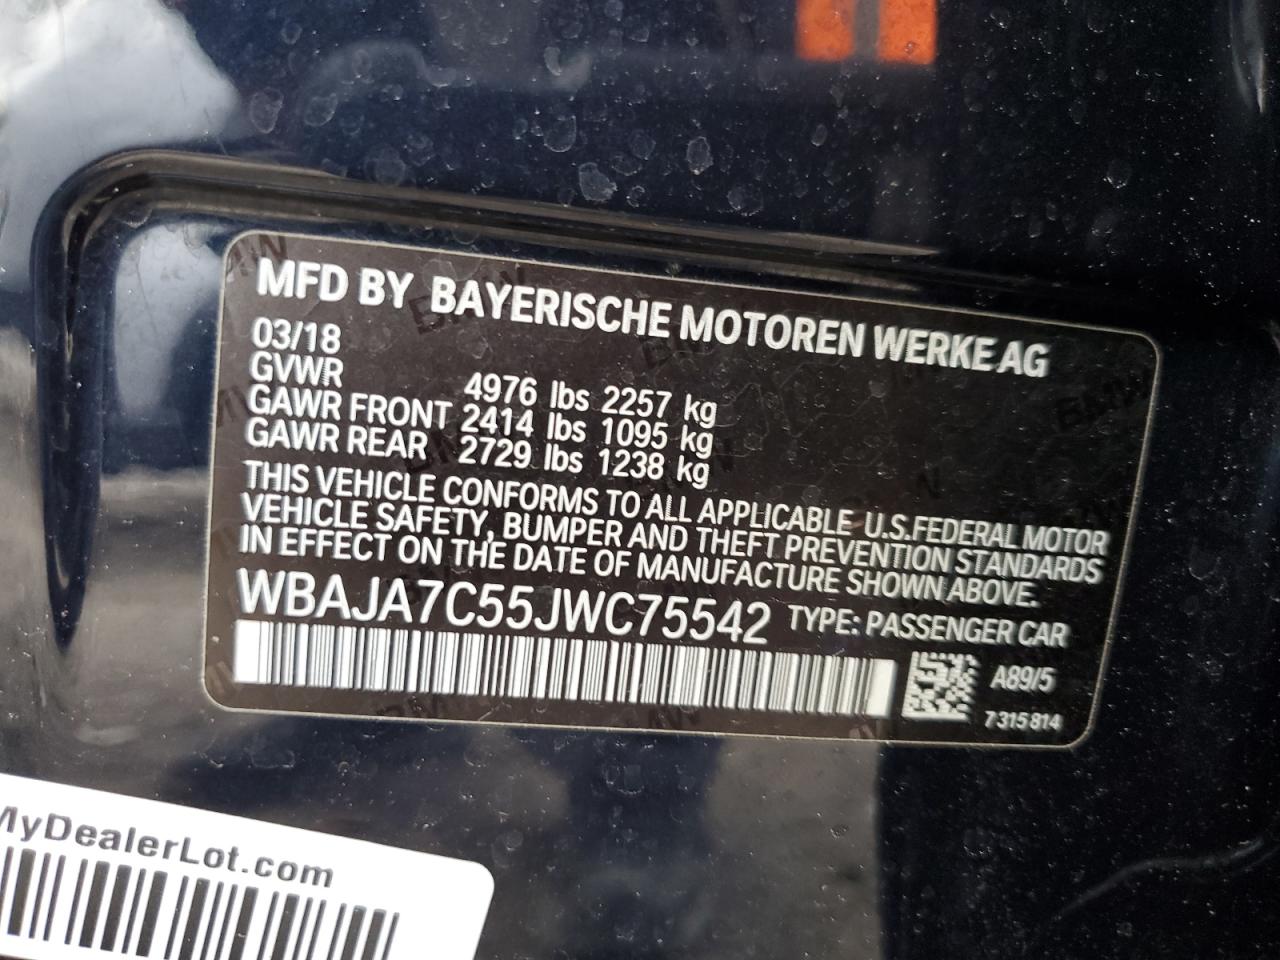 MFD BY BAYERISCHE MOTOREN WERKE AG
03/18
GVWR 4976 lbs 2257 kg
GAWR FRONT 2414 lbs 1095 kg
GAWR REAR 2729 lbs 1238 kg
THIS VEHICLE CONFORMS TO ALL APPLICABLE U.S.FEDERAL MOTOR
VEHICLE SAFETY, BUMPER AND THEFT PREVENTION STANDARDS
IN EFFECT ON THE DATE OF MANUFACTURE SHOWN ABOVE.
WBAJA7C55JWC75542 TYPE: PASSENGER CAR
A89/5
7 315 814
MyDealerLot.com